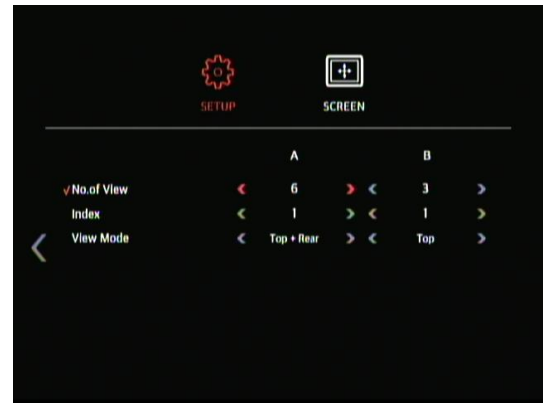 SETUP SCREEN
A B
No.of View 6 3
Index 1 1
View Mode Top + Rear Top